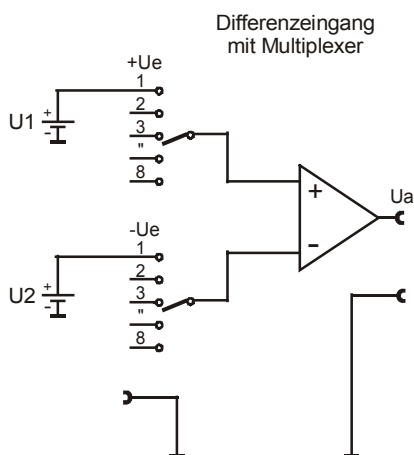 Differenzeingang
mit Multiplexer
+Ue
1
2
3
"
8
U1
+
-
+
-
Ua
-Ue
1
2
3
"
8
U2
+
-